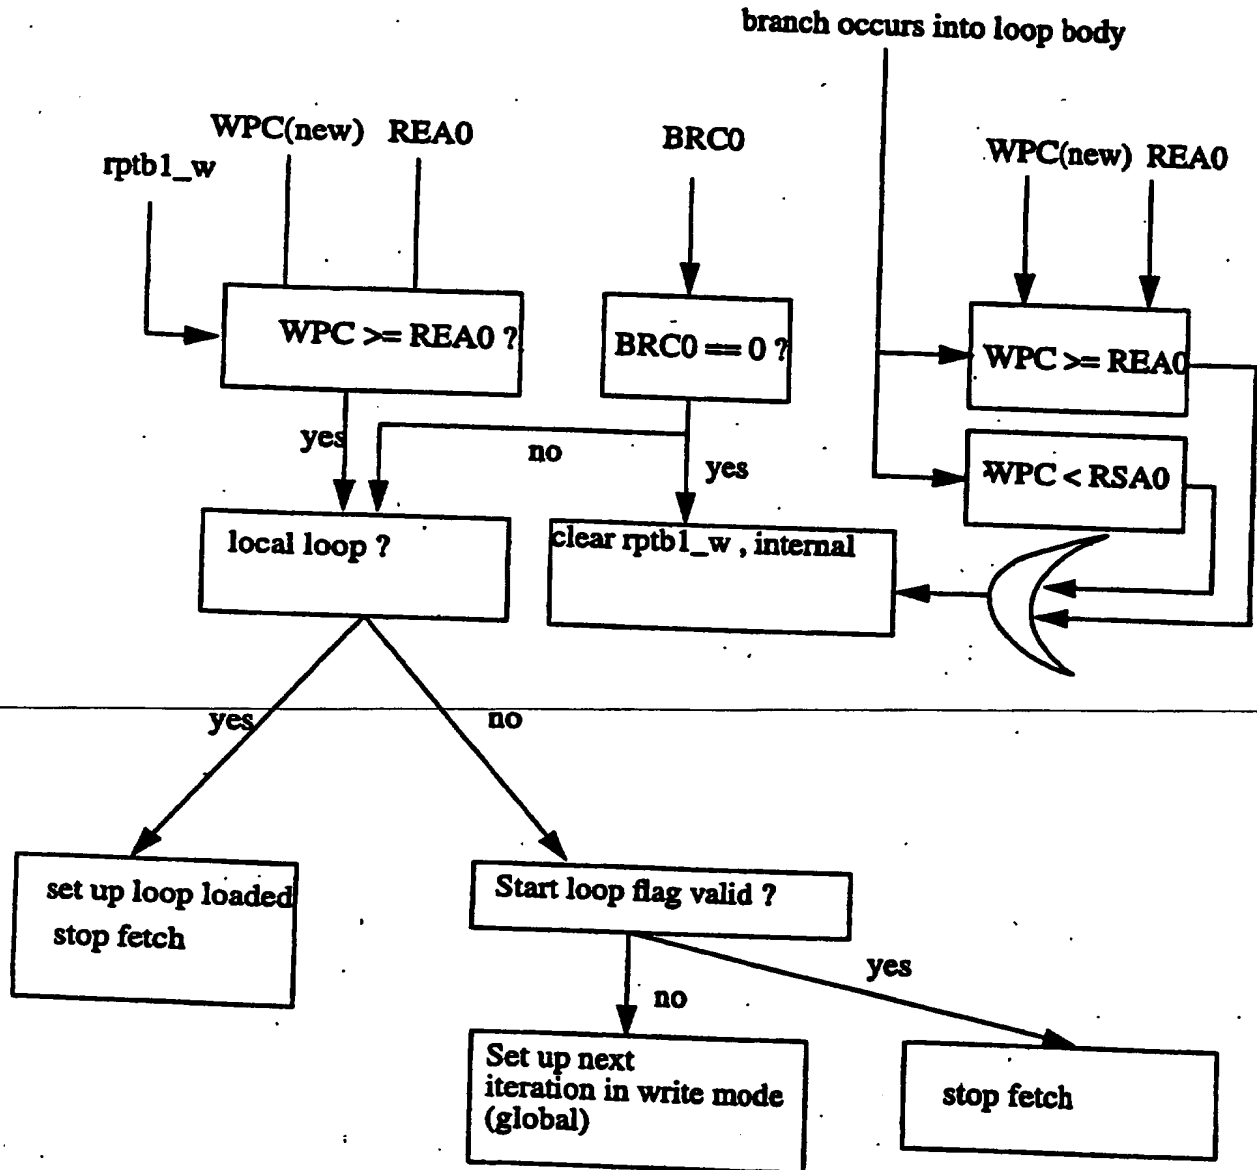 branch occurs into loop body
WPC(new) REA0
BRC0
WPC(new) REA0
rptb1_w
WPC >= REA0 ?
BRC0 == 0 ?
WPC >= REA0
yes
no
yes
WPC < RSA0
local loop ?
clear rptb1_w , internal
yes
no
set up loop loaded
stop fetch
Start loop flag valid ?
yes
no
Set up next
iteration in write mode
(global)
stop fetch